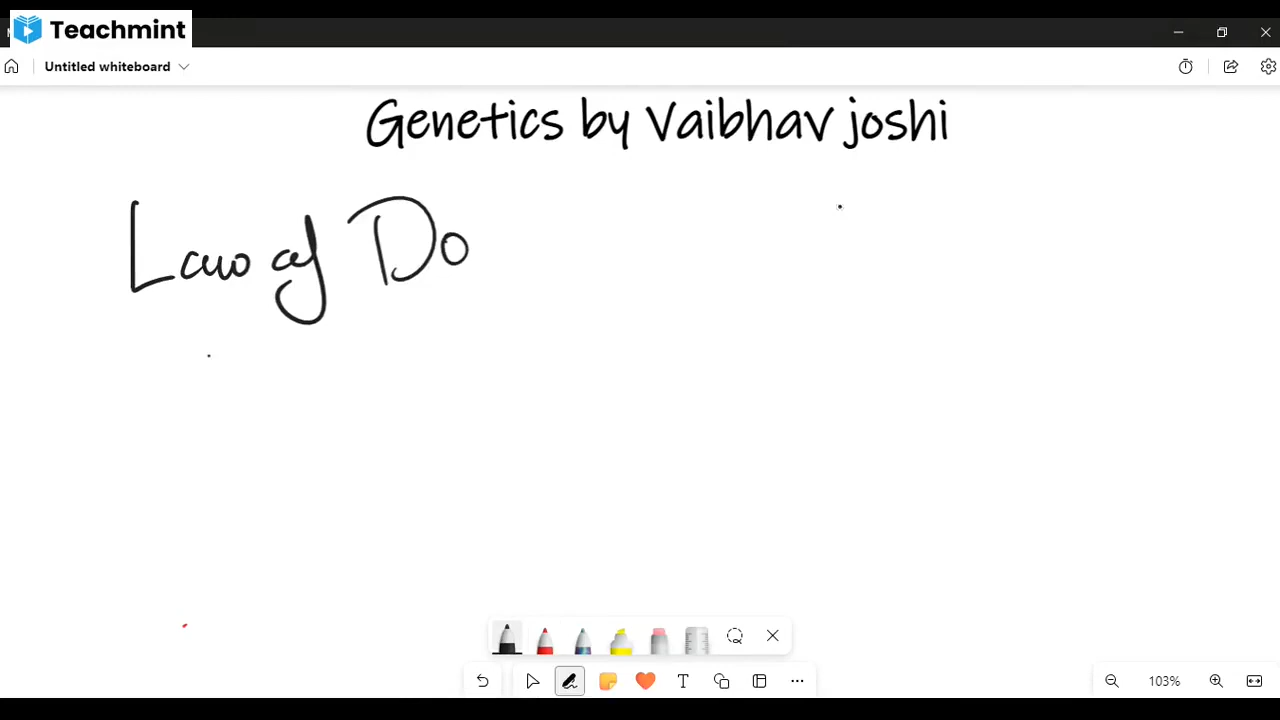 Teachmint
Untitled whiteboard
Genetics by Vaibhav joshi
Law of Do
103%